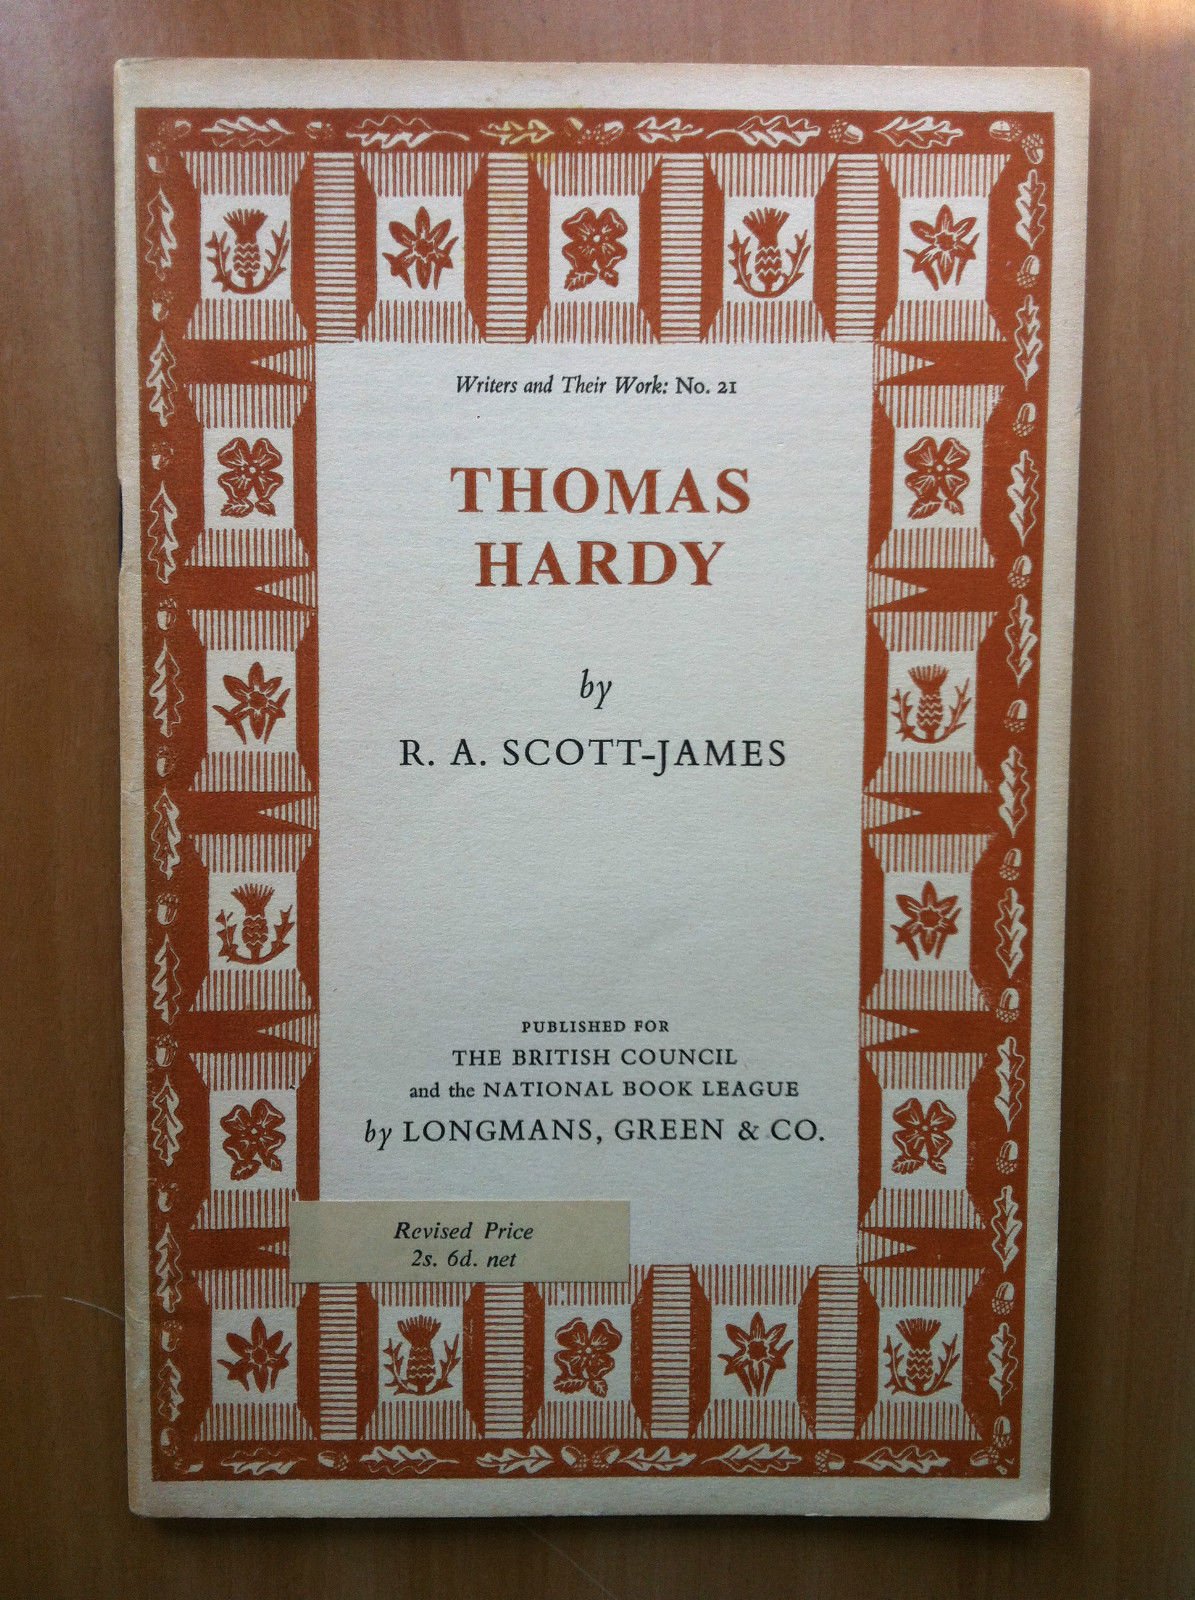 Writers and Their Work: No. 21
THOMAS
HARDY
by
R. A. SCOTT-JAMES
PUBLISHED FOR
THE BRITISH COUNCIL
and the NATIONAL BOOK LEAGUE
by LONGMANS, GREEN & CO.
Revised Price
2s. 6d. net